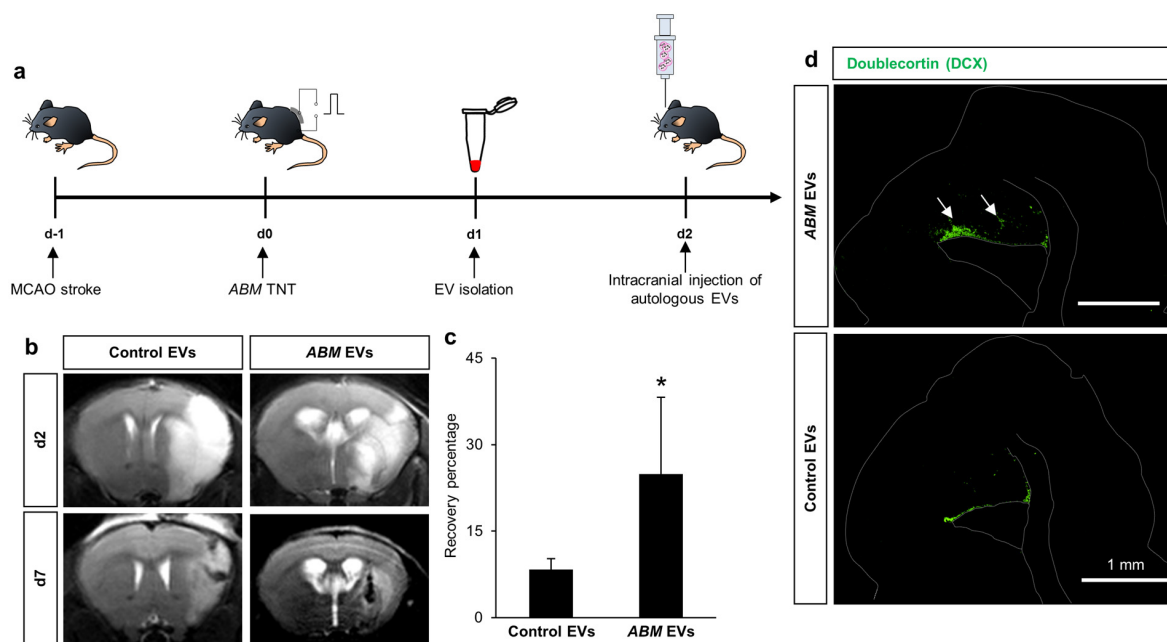 a
d-1
d0
d1
d2
MCAO stroke
ABM TNT
EV isolation
Intracranial injection of
autologous EVs
b
Control EVs
ABM EVs
d2
d7
c
Recovery percentage
45
30
15
0
*
Control EVs
ABM EVs
d
Doublecortin (DCX)
ABM EVs
Control EVs
1 mm